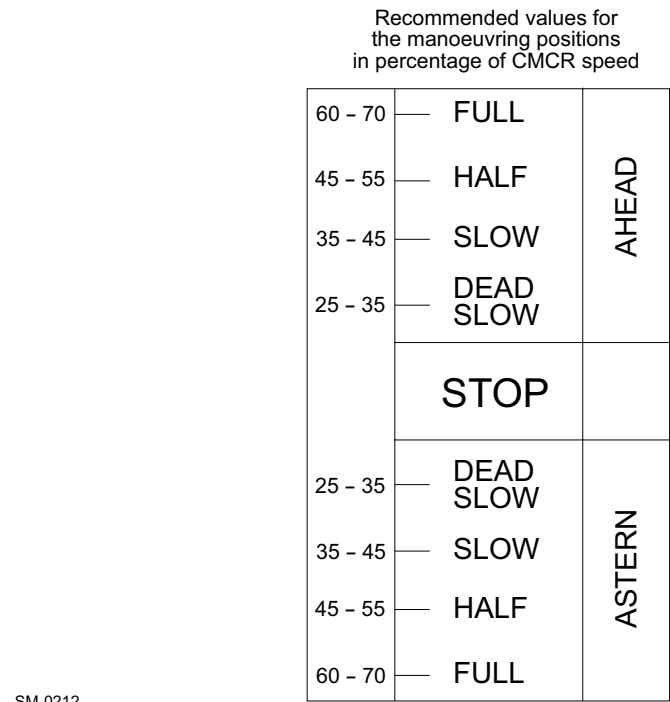 Recommended values for
the manoeuvring positions
in percentage of CMCR speed
60 – 70 FULL
45 – 55 HALF
35 – 45 SLOW
25 – 35 DEAD
SLOW
AHEAD
STOP
25 – 35 DEAD
SLOW
35 – 45 SLOW
45 – 55 HALF
60 – 70 FULL
ASTERN
SM-0212